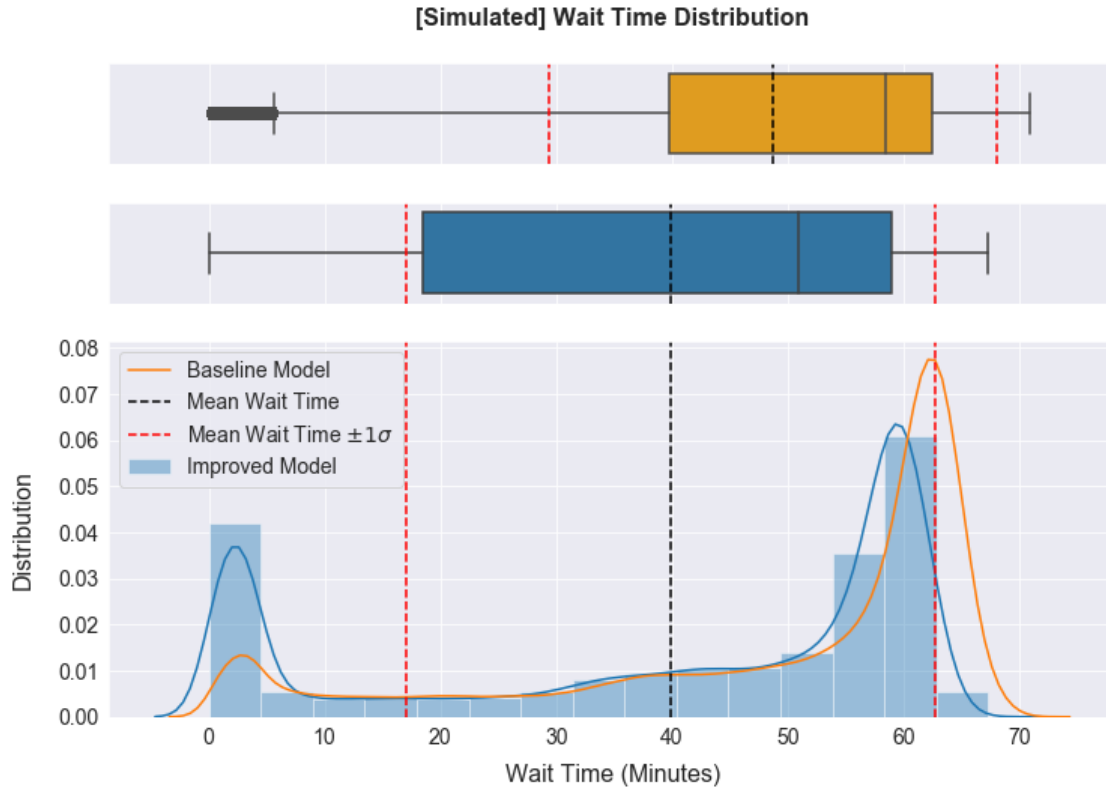 [Simulated] Wait Time Distribution
0.08
0.07
0.06
0.05
0.04
0.03
0.02
0.01
0.00
Distribution
Baseline Model
Mean Wait Time
Mean Wait Time ±1σ
Improved Model
0 10 20 30 40 50 60 70
Wait Time (Minutes)